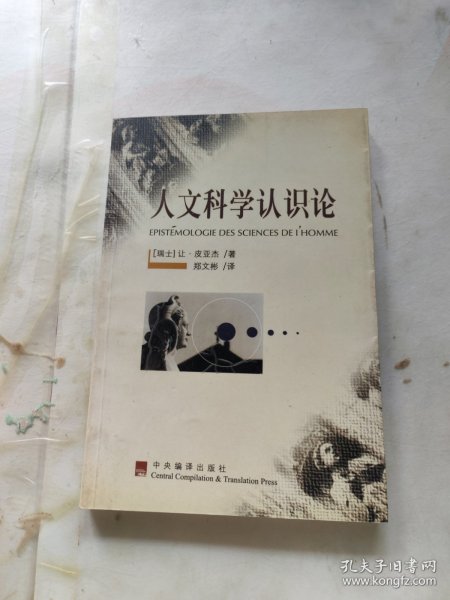 人文科学认识论
EPISTÉMOLOGIE DES SCIENCES DE l'HOMME
[瑞士]让·皮亚杰 /著
郑文彬 /译
中央编译出版社
Central Compilation & Translation Press
孔夫子旧书网
www.kongfz.com